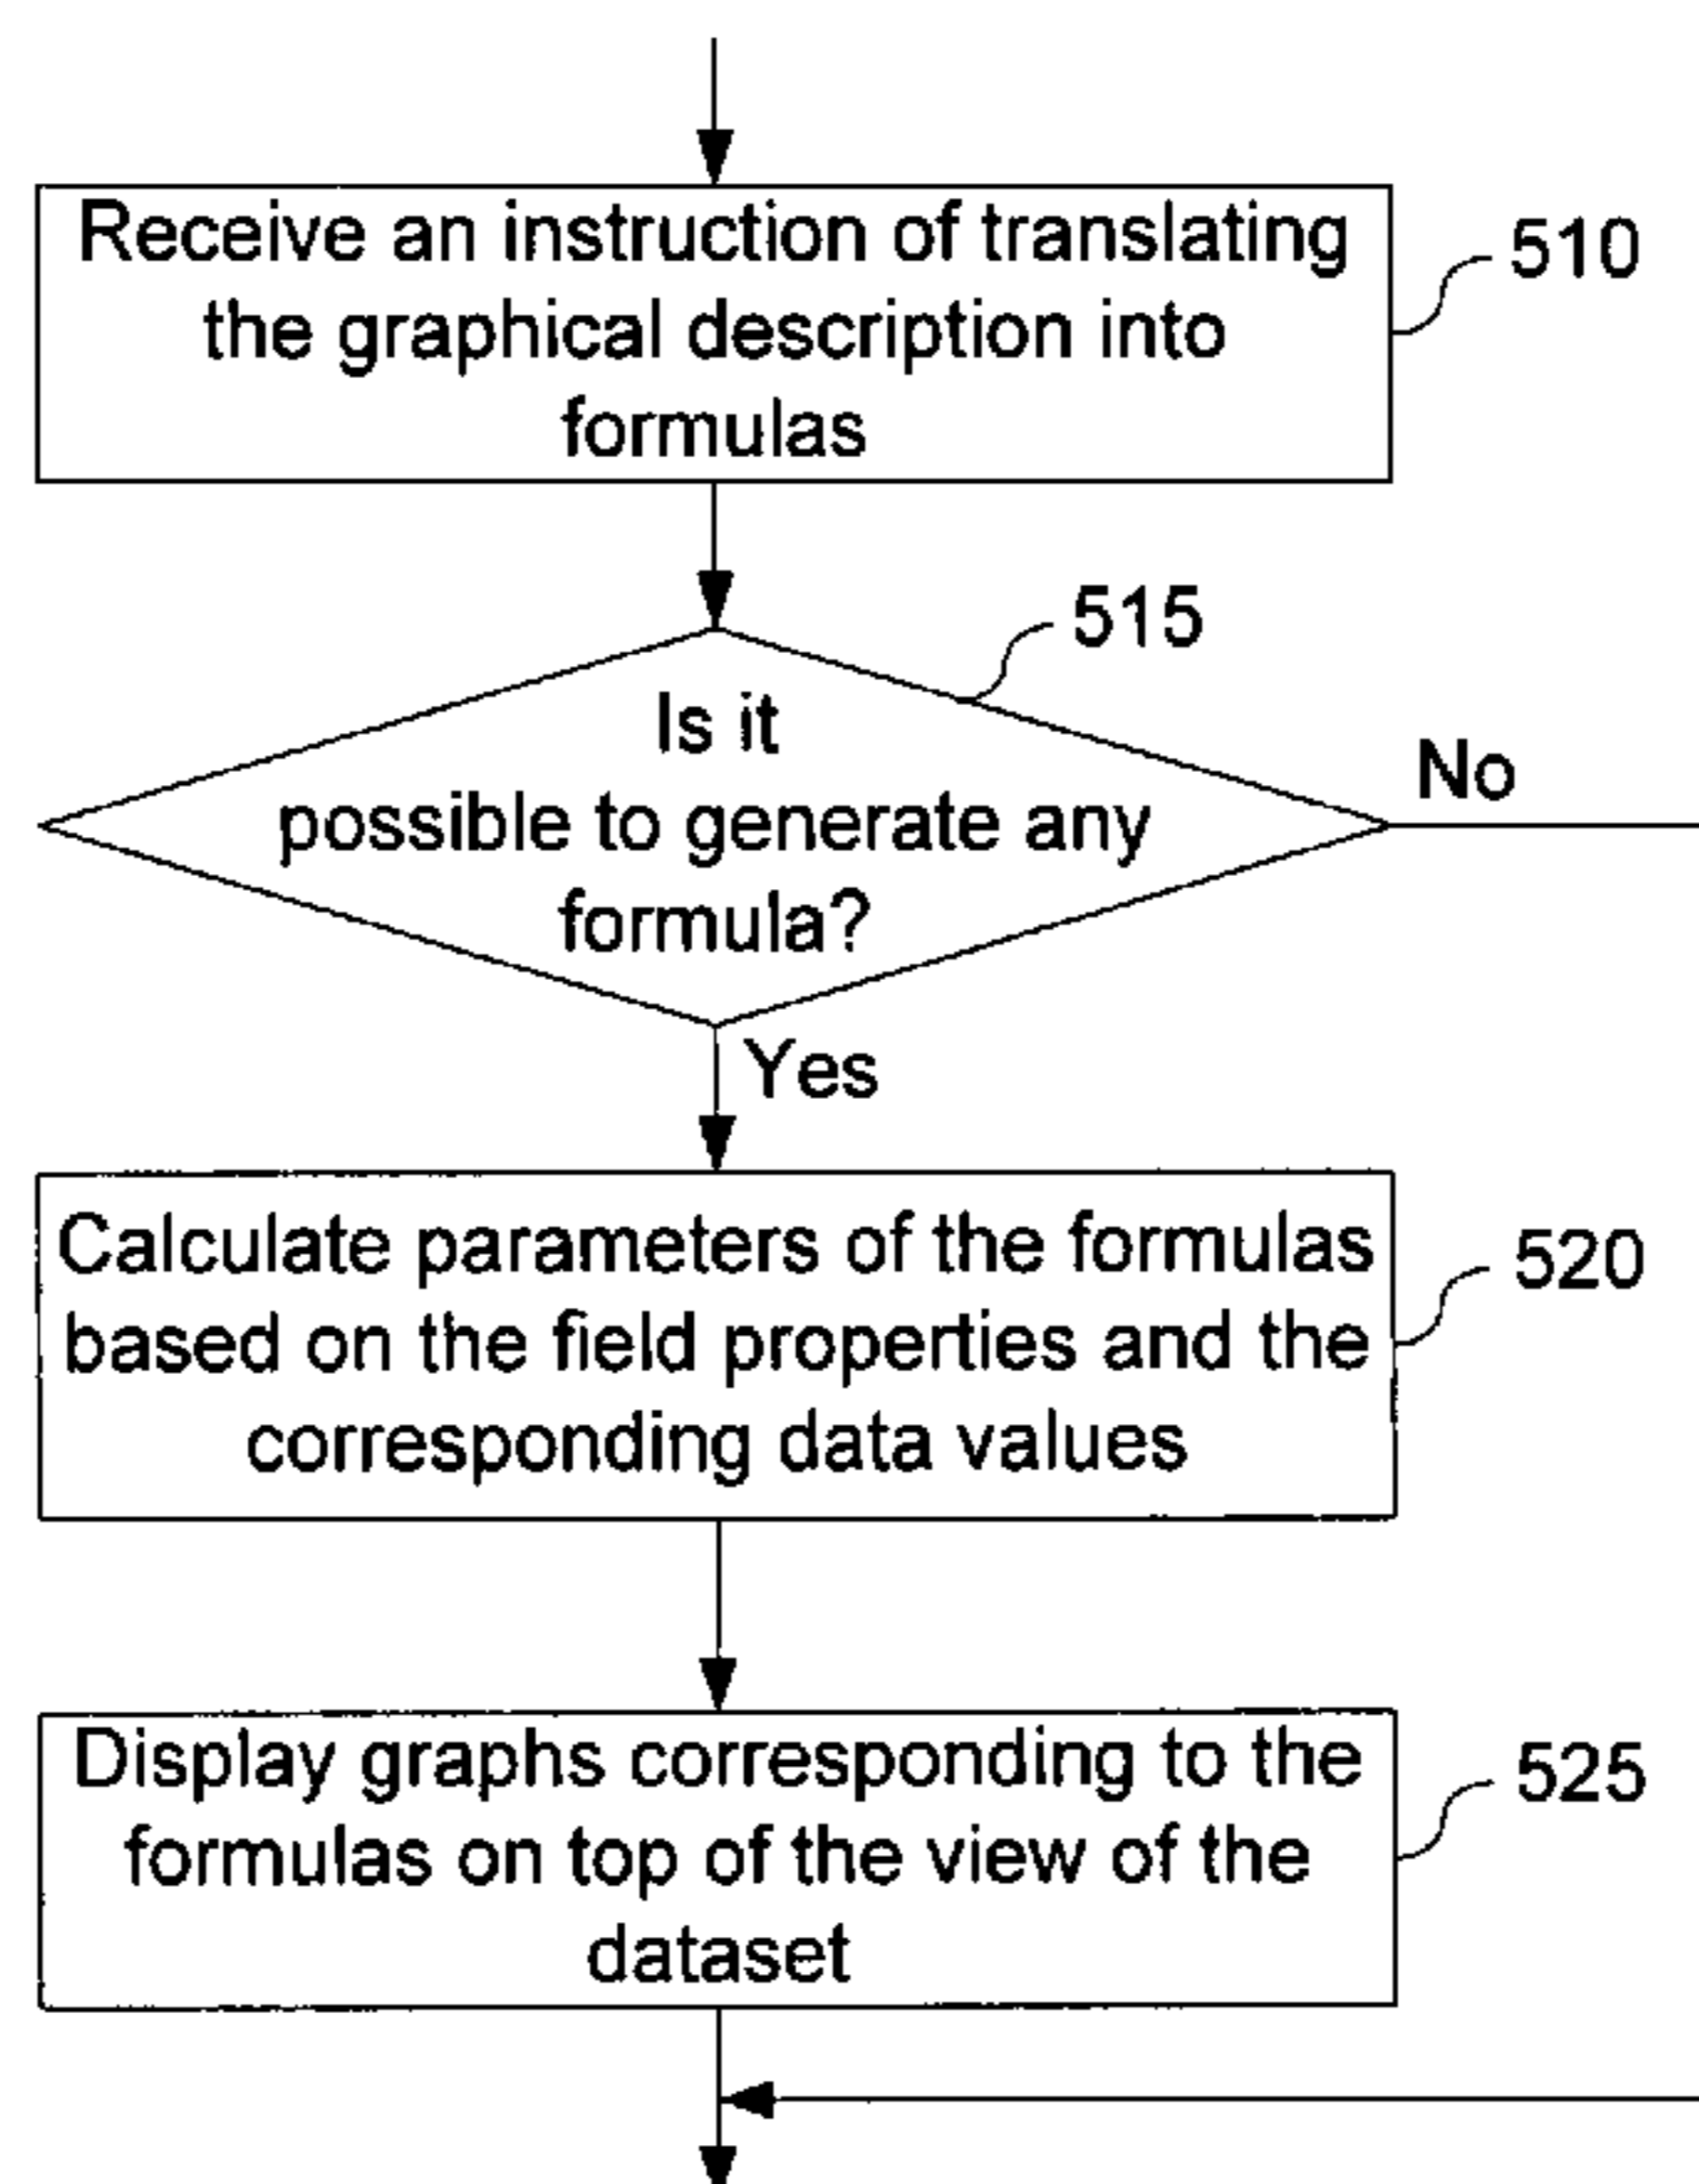 Receive an instruction of translating
the graphical description into
formulas
510
515
Is it
possible to generate any
formula?
No
Yes
Calculate parameters of the formulas
based on the field properties and the
corresponding data values
520
Display graphs corresponding to the
formulas on top of the view of the
dataset
525